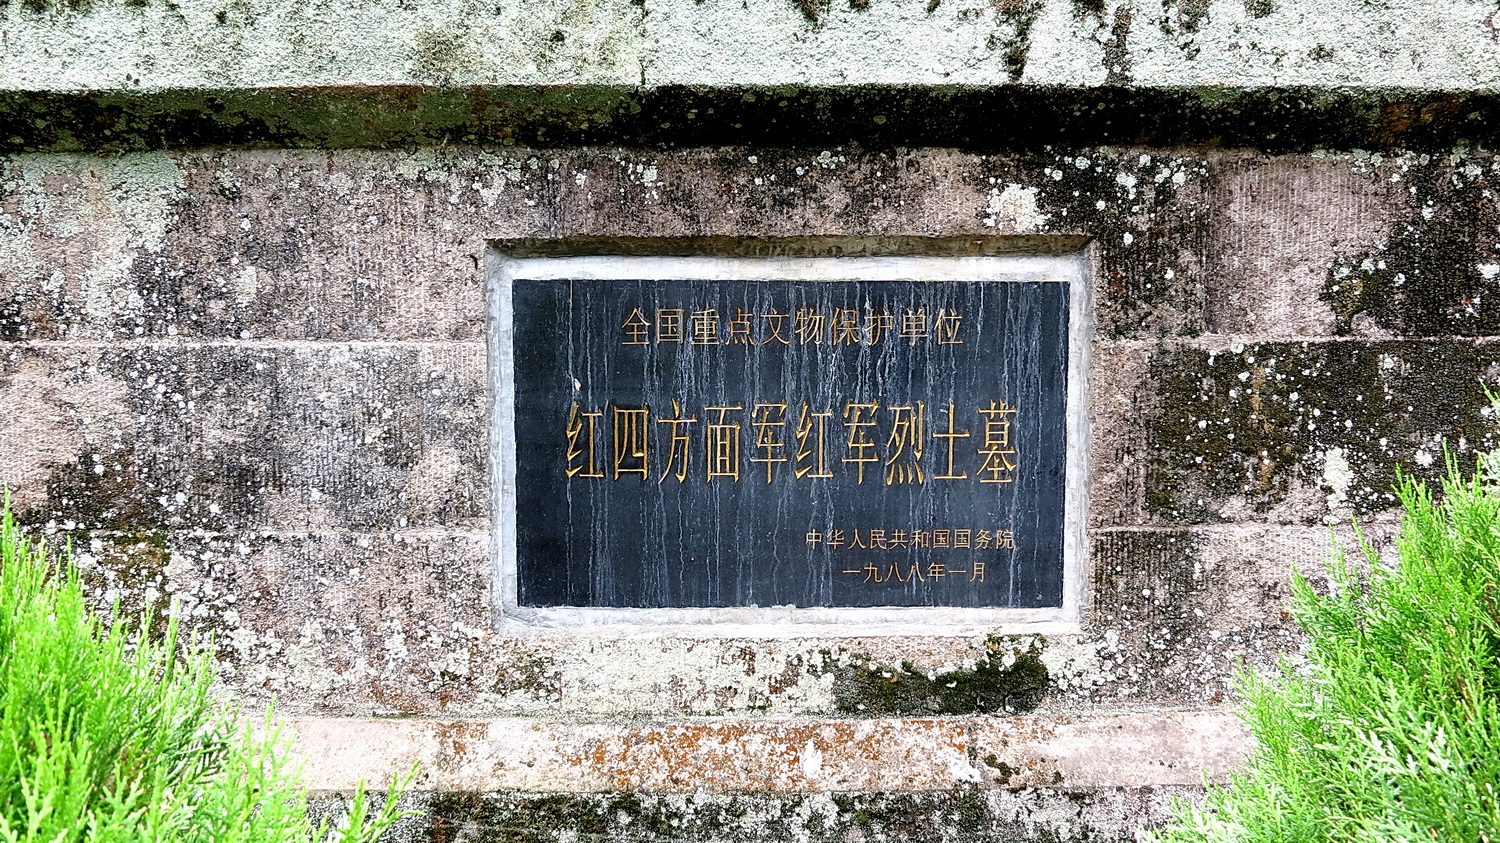 全国重点文物保护单位
红四方面军红军烈士墓
中华人民共和国国务院
一九八八年一月